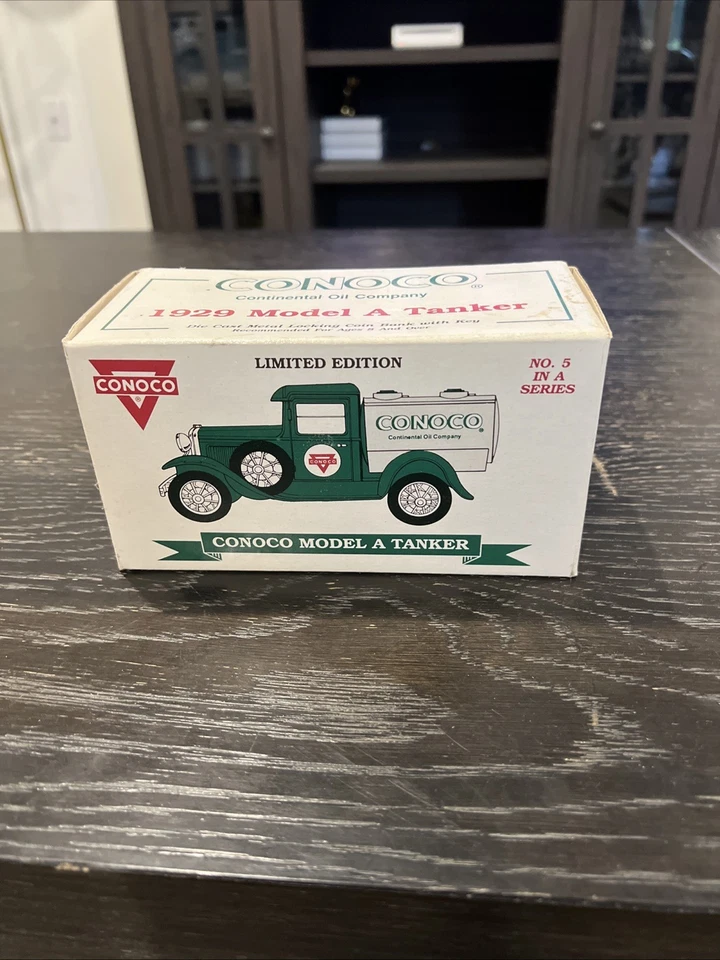 CONOCO®
Continental Oil Company
1929 Model A Tanker
Die Cast Metal Locking Coin Bank with Key
Recommended For Ages 8 And Over
CONOCO
®
LIMITED EDITION
NO. 5
IN A
SERIES
CONOCO®
Continental Oil Company
CONOCO
CONOCO MODEL A TANKER